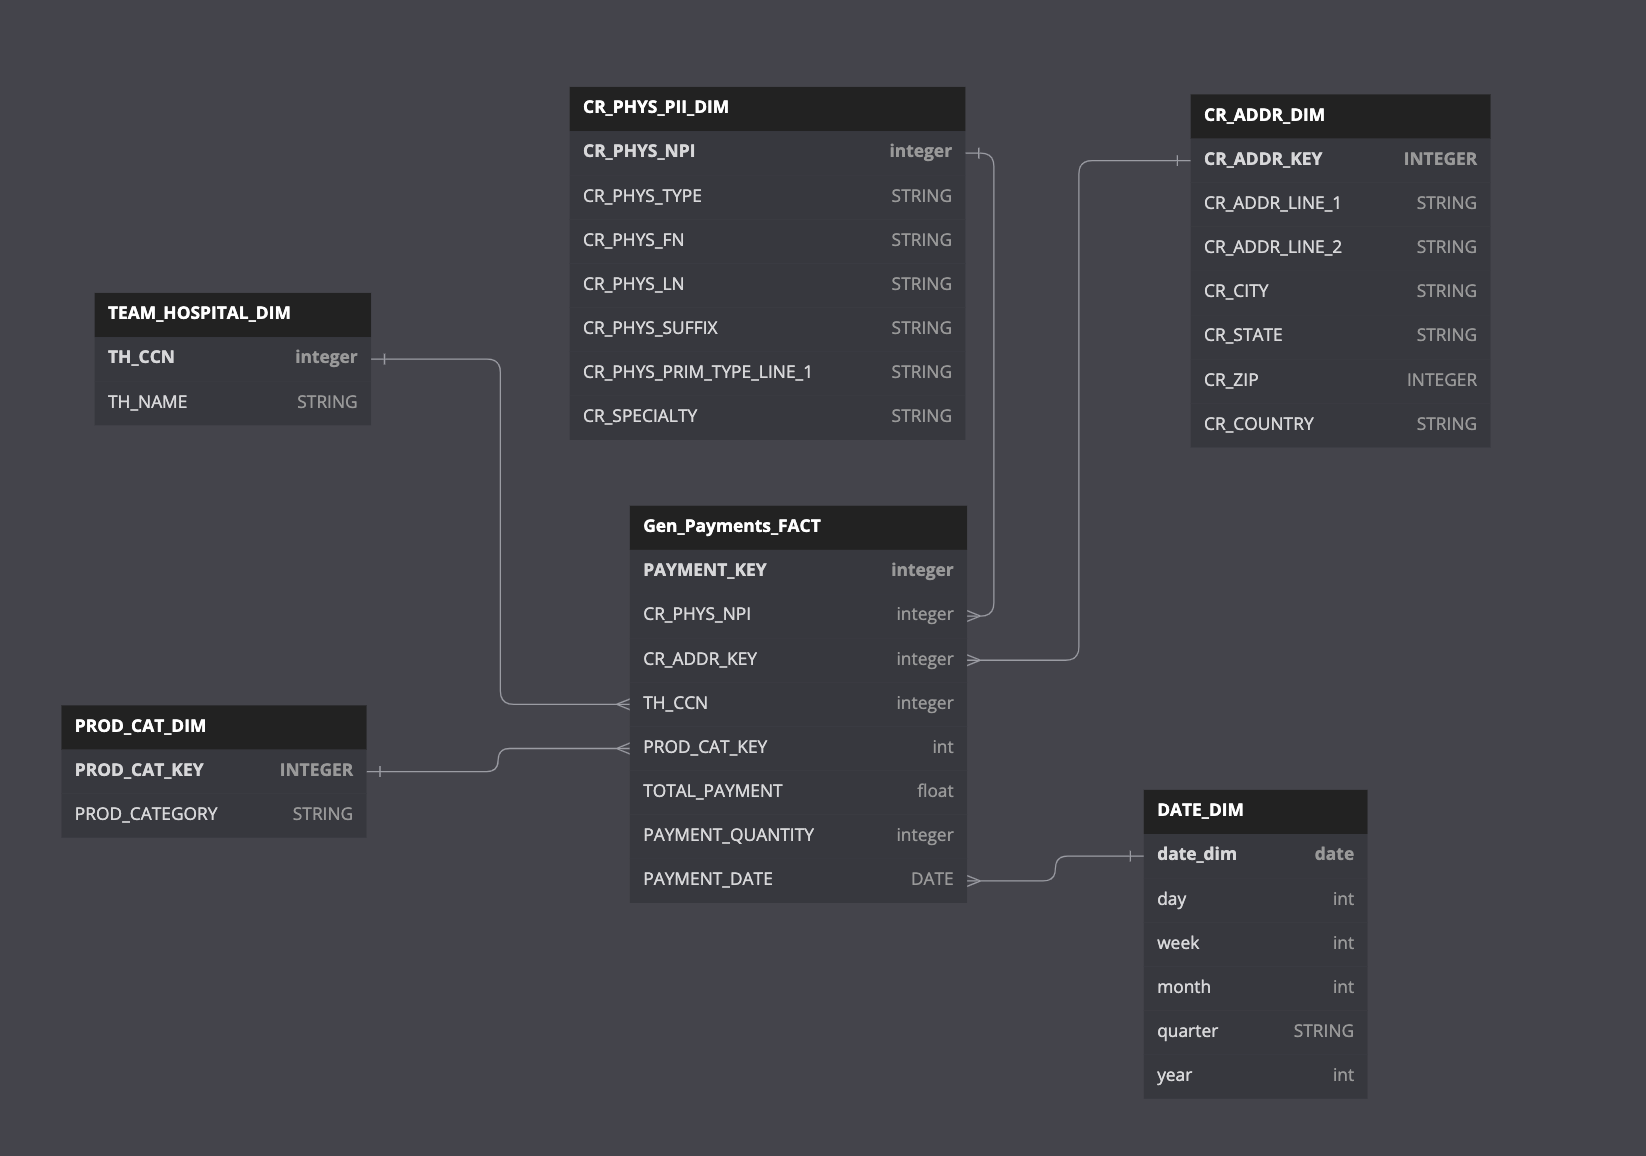 CR_PHYS_PII_DIM
CR_PHYS_NPI integer
CR_PHYS_TYPE STRING
CR_PHYS_FN STRING
CR_PHYS_LN STRING
CR_PHYS_SUFFIX STRING
CR_PHYS_PRIM_TYPE_LINE_1 STRING
CR_SPECIALTY STRING
CR_ADDR_DIM
CR_ADDR_KEY INTEGER
CR_ADDR_LINE_1 STRING
CR_ADDR_LINE_2 STRING
CR_CITY STRING
CR_STATE STRING
CR_ZIP INTEGER
CR_COUNTRY STRING
TEAM_HOSPITAL_DIM
TH_CCN integer
TH_NAME STRING
Gen_Payments_FACT
PAYMENT_KEY integer
CR_PHYS_NPI integer
CR_ADDR_KEY integer
TH_CCN integer
PROD_CAT_KEY int
TOTAL_PAYMENT float
PAYMENT_QUANTITY integer
PAYMENT_DATE DATE
PROD_CAT_DIM
PROD_CAT_KEY INTEGER
PROD_CATEGORY STRING
DATE_DIM
date_dim date
day int
week int
month int
quarter STRING
year int